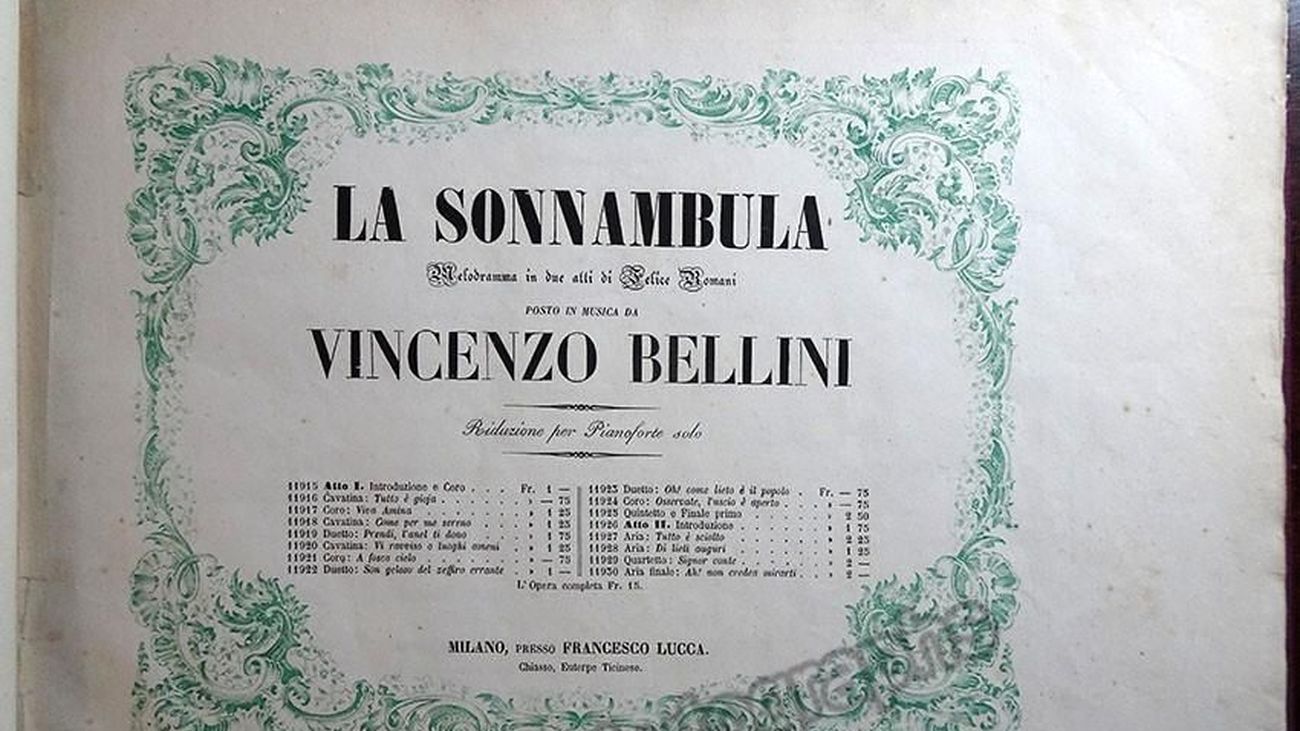 LA SONNAMBULA
Melodramma in due atti di Felice Romani
POSTO IN MUSICA DA
VINCENZO BELLINI
Riduzione per Pianoforte solo
11915 Atto I. Introduzione e Coro . . . Fr. 1 —
11916 Cavatina: Tutto è gioja . . . . . . . » — 75
11917 Coro: Viva Amina . . . . . . . . » 1 25
11918 Cavatina: Come per me sereno . . . . . » 1 25
11919 Duetto: Prendi, l'anel ti dono . . . . . » 1 75
11920 Cavatina: Vi ravviso o luoghi ameni . . » 1 25
11921 Coro: A fosco cielo . . . . . . . . » — 75
11922 Duetto: Son geloso del zeffiro errante . . » 1 —
11923 Duetto: Oh! come lieto è il popolo . Fr. — 75
11924 Coro: Osservate, l'uscio è aperto . . . . » — 75
11925 Quintetto e Finale primo . . . . . . » 2 50
11926 Atto II. Introduzione . . . . . . . » 1 75
11927 Aria: Tutto è sciolto . . . . . . . » 2 25
11928 Aria: Di lieti auguri . . . . . . . » 1 25
11929 Quartetto: Signor conte . . . . . . » 2 —
11930 Aria finale: Ah! non credea mirarti . . . » 2 —
L'Opera completa Fr. 15.
MILANO, PRESSO FRANCESCO LUCCA.
Chiasso, Euterpe Ticinese.